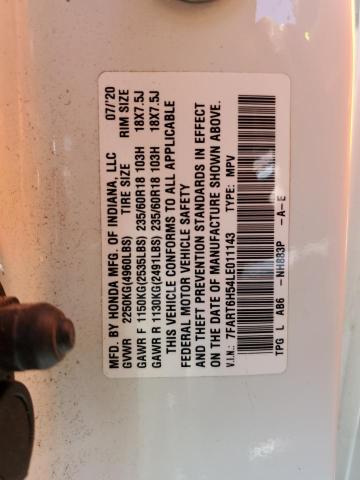 MFD. BY HONDA MFG. OF INDIANA, LLC 07/'20
GVWR 2250KG(4960LBS) TIRE SIZE RIM SIZE
GAWR F 1150KG(2535LBS) 235/60R18 103H 18X7.5J
GAWR R 1130KG(2491LBS) 235/60R18 103H 18X7.5J
THIS VEHICLE CONFORMS TO ALL APPLICABLE
FEDERAL MOTOR VEHICLE SAFETY
AND THEFT PREVENTION STANDARDS IN EFFECT
ON THE DATE OF MANUFACTURE SHOWN ABOVE.
V.I.N.: 7FART6H54LE011143 TYPE: MPV
TPG L AB6 -NH883P -A-E